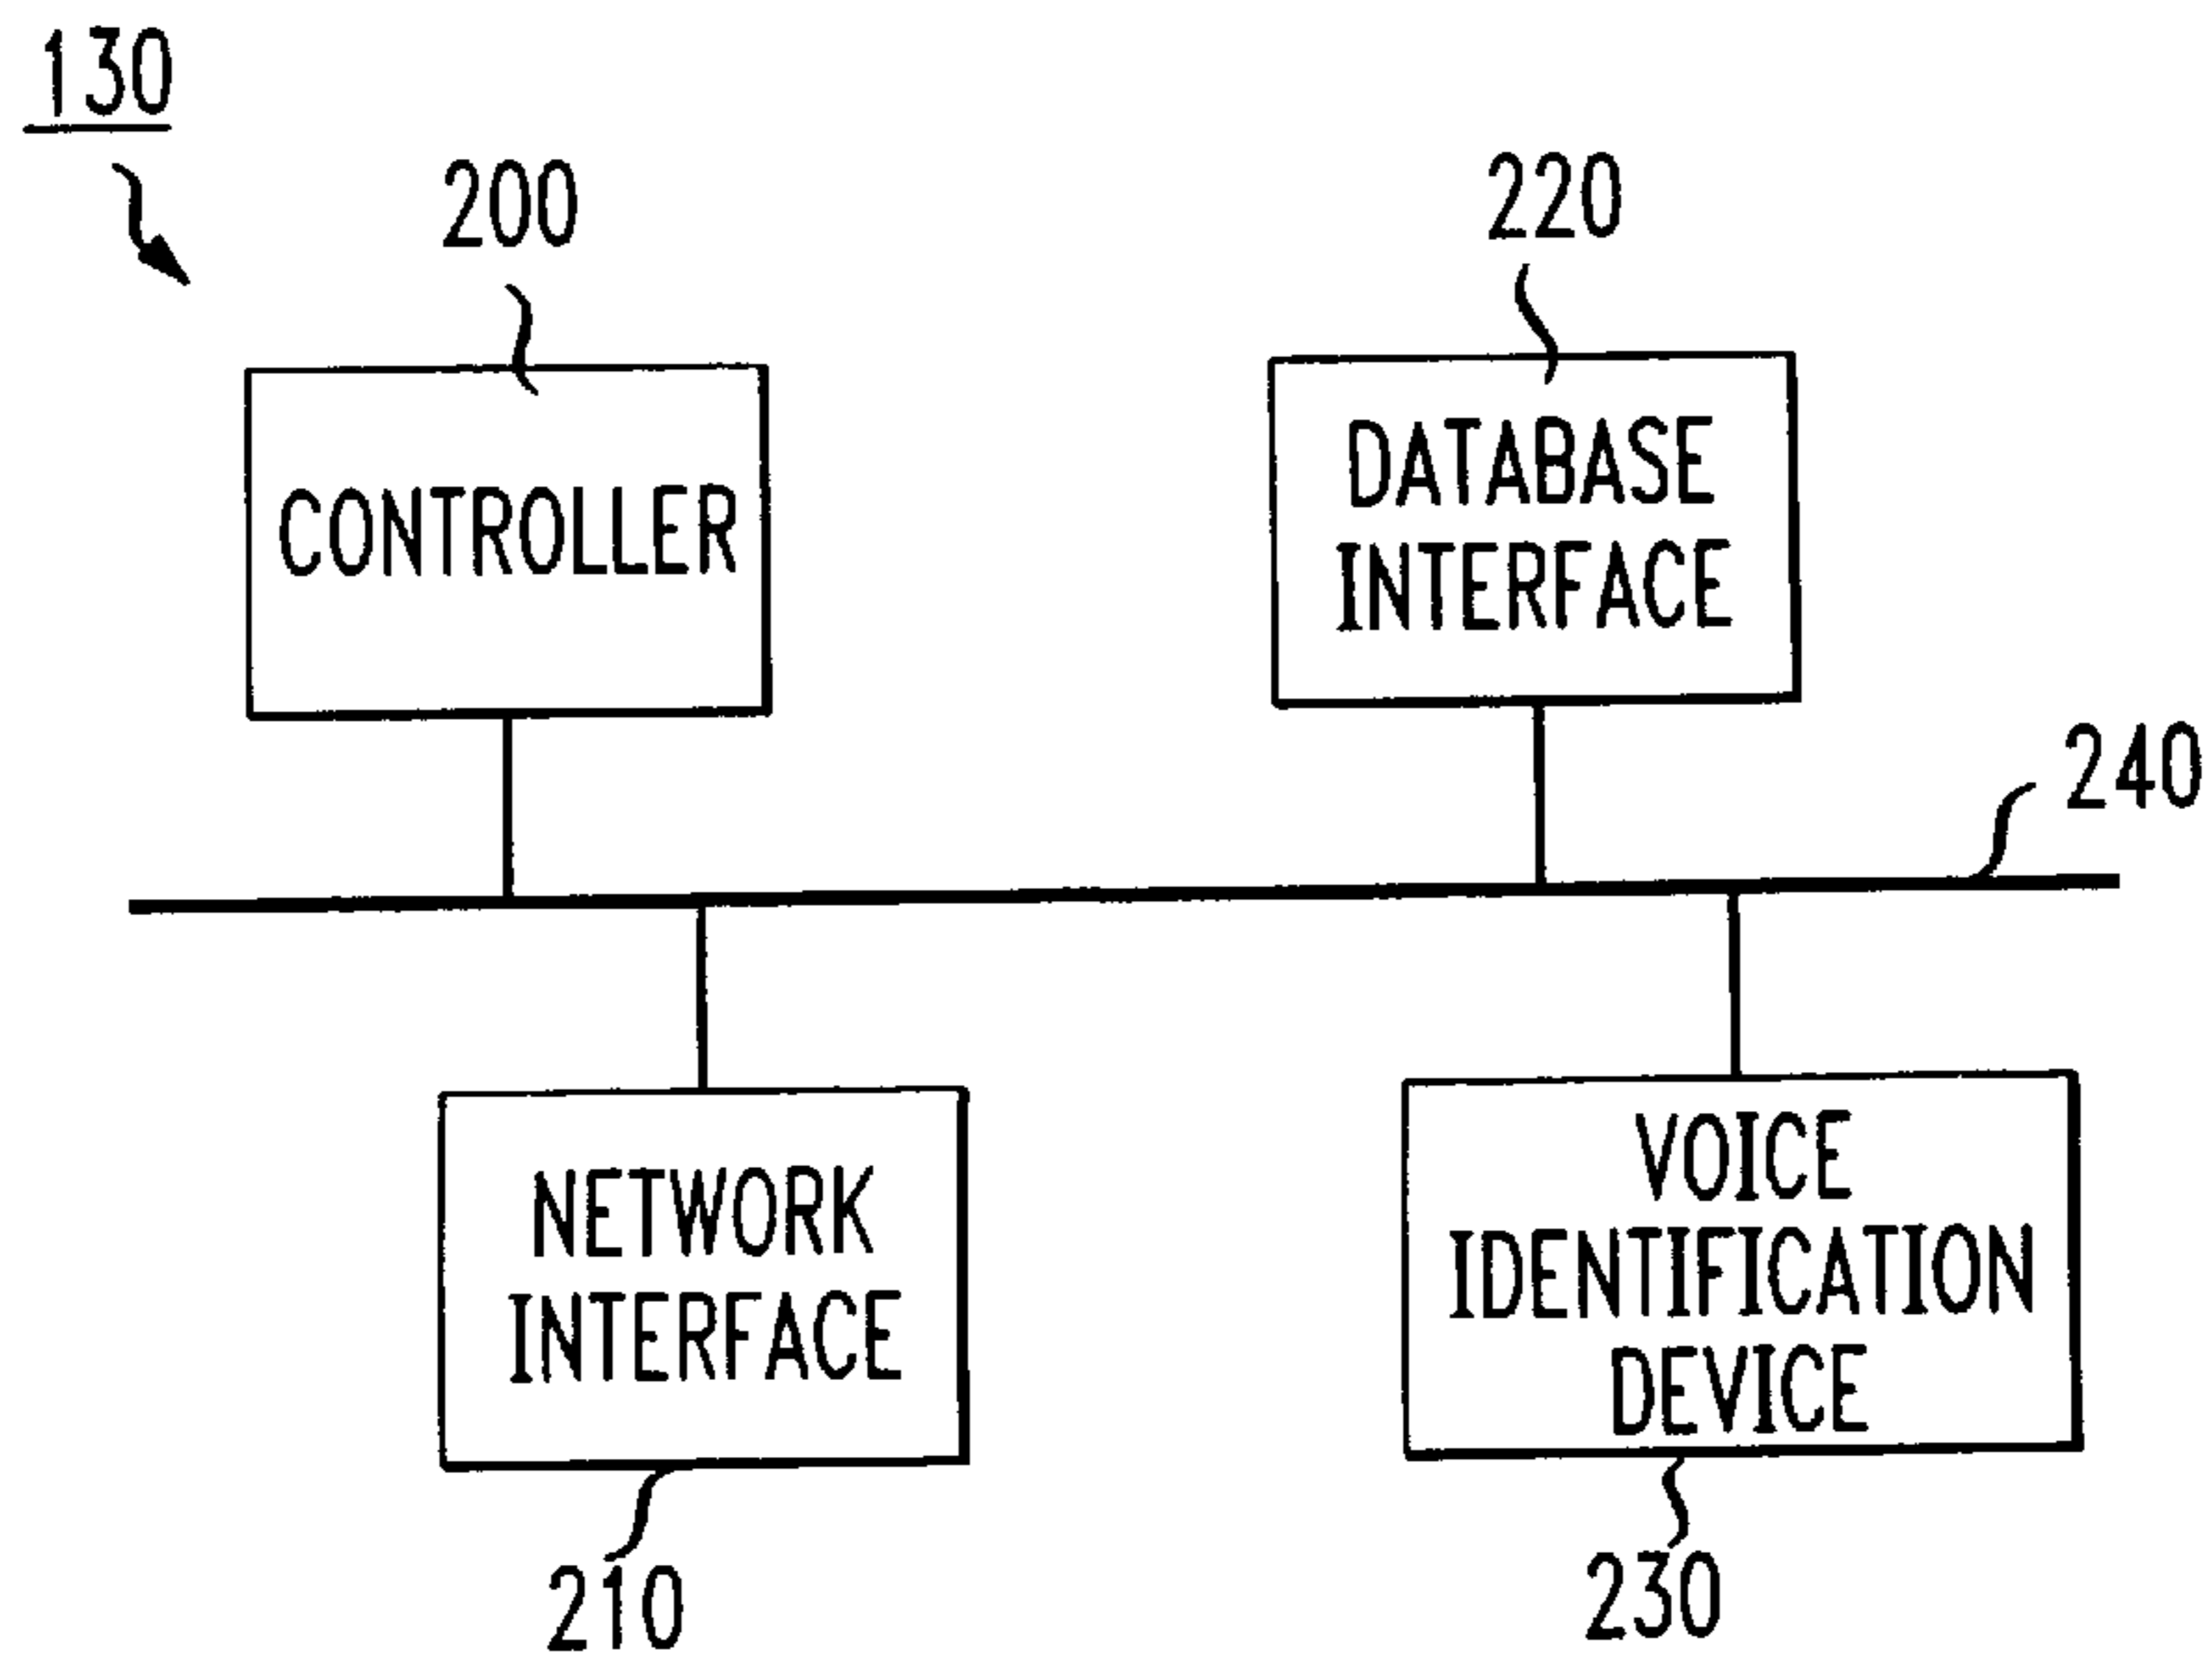 130
200
220
CONTROLLER
DATABASE
INTERFACE
240
NETWORK
INTERFACE
VOICE
IDENTIFICATION
DEVICE
210
230